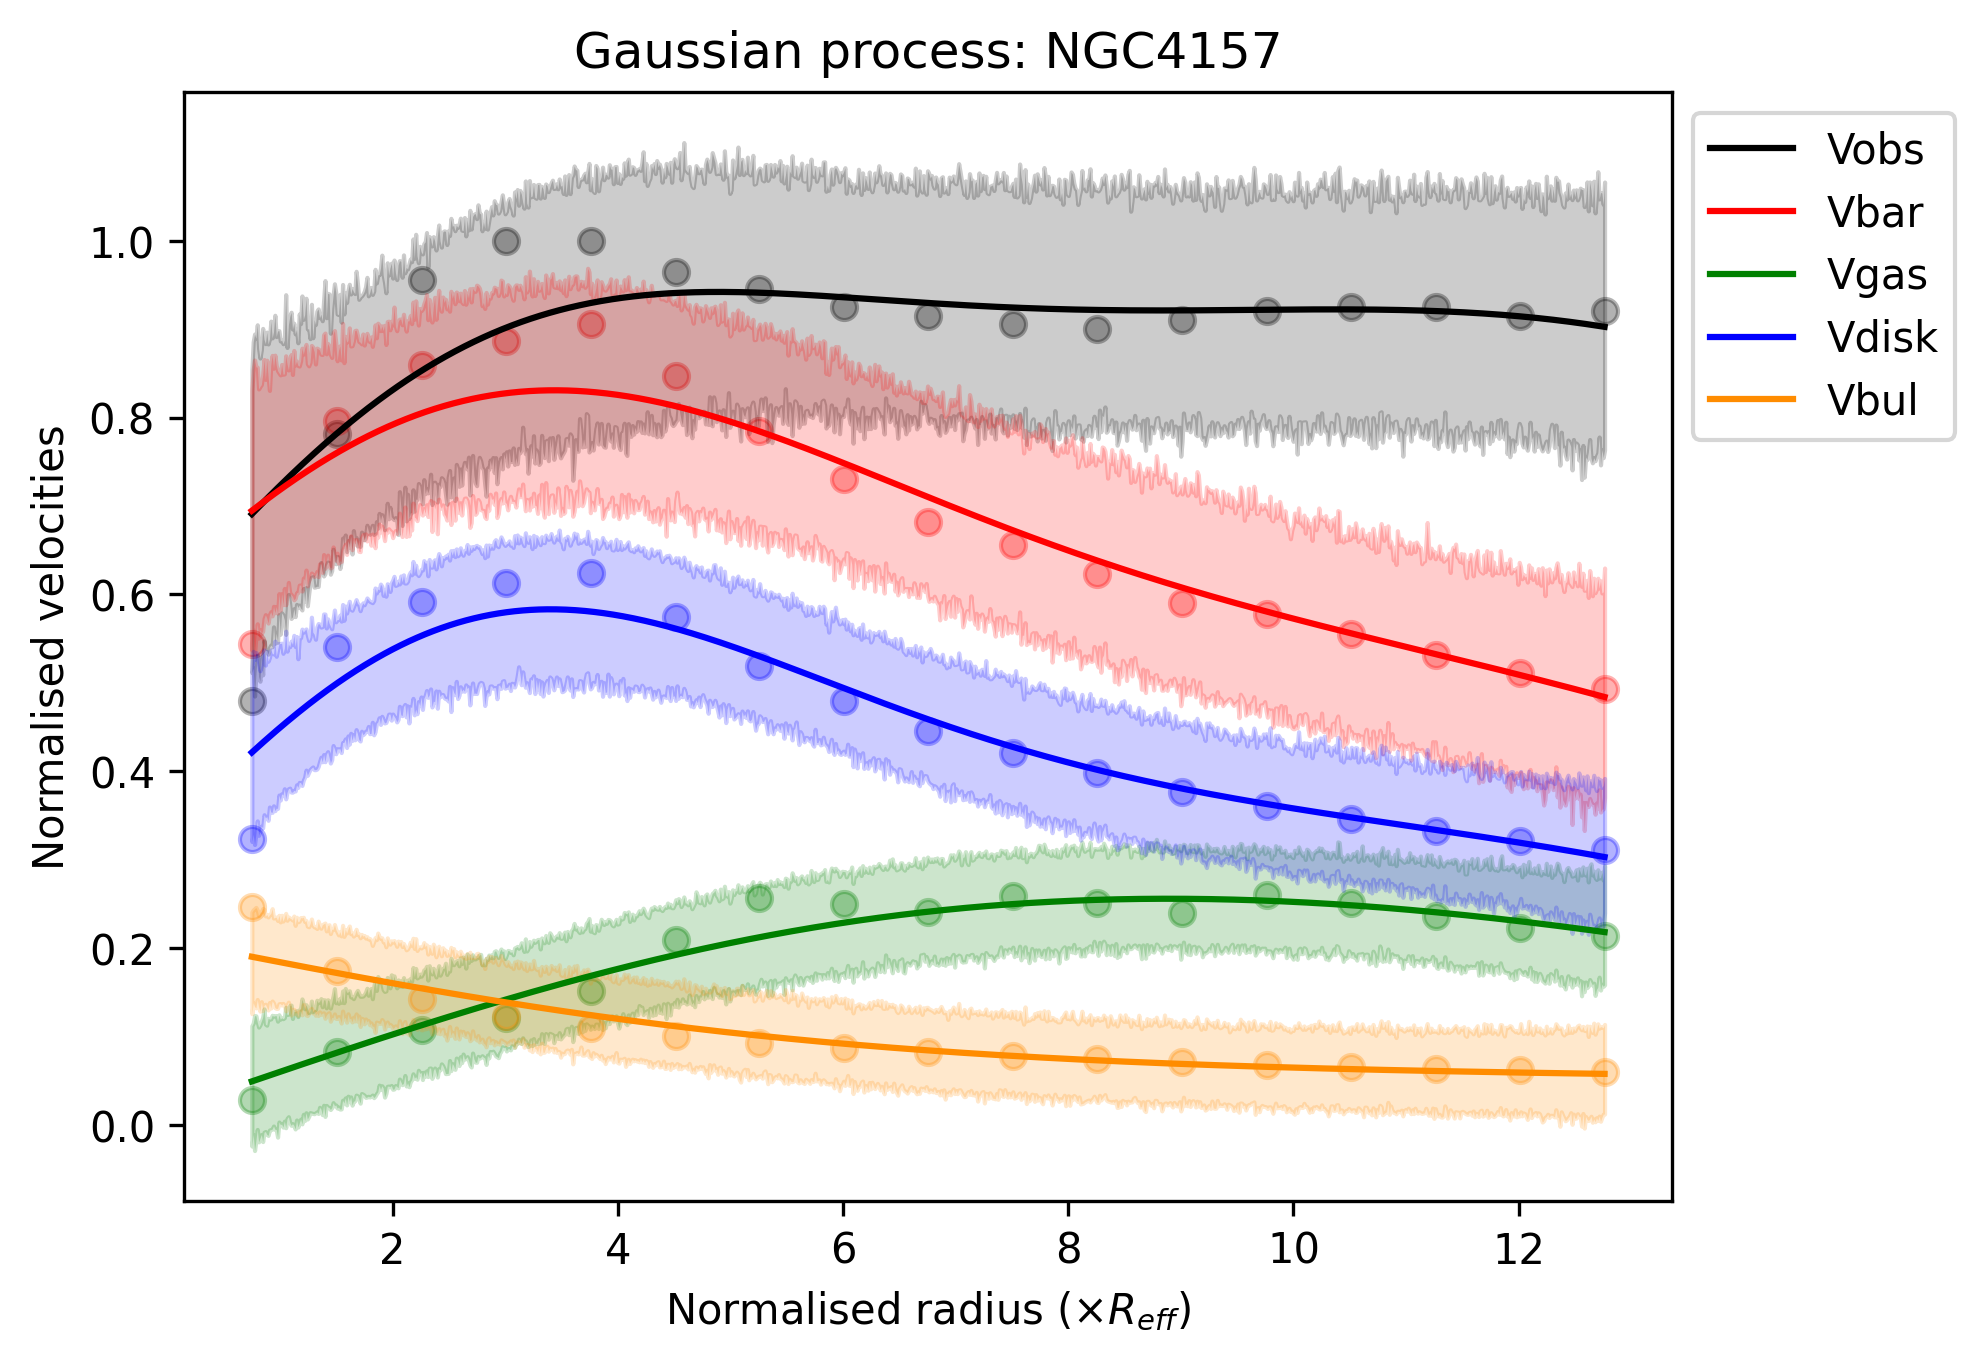 Gaussian process: NGC4157
Normalised velocities
1.0
0.8
0.6
0.4
0.2
0.0
2 4 6 8 10 12
Normalised radius (×R_eff)
Vobs
Vbar
Vgas
Vdisk
Vbul